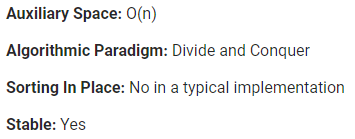 Auxiliary Space: O(n)
Algorithmic Paradigm: Divide and Conquer
Sorting In Place: No in a typical implementation
Stable: Yes